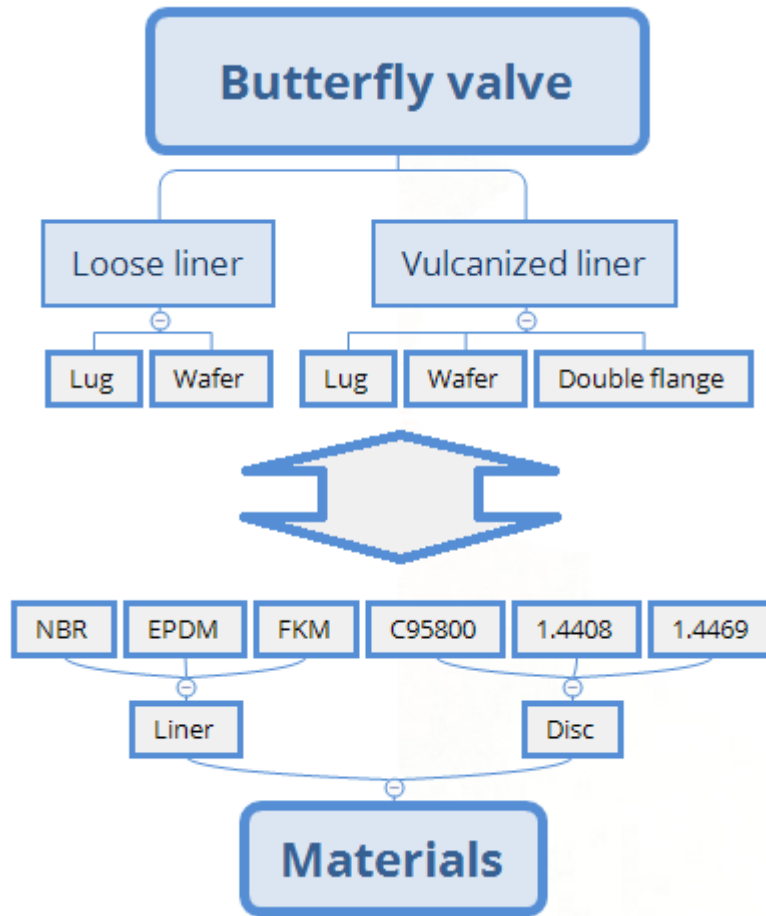 Butterfly valve
Loose liner
Vulcanized liner
Lug
Wafer
Lug
Wafer
Double flange
NBR
EPDM
FKM
C95800
1.4408
1.4469
Liner
Disc
Materials